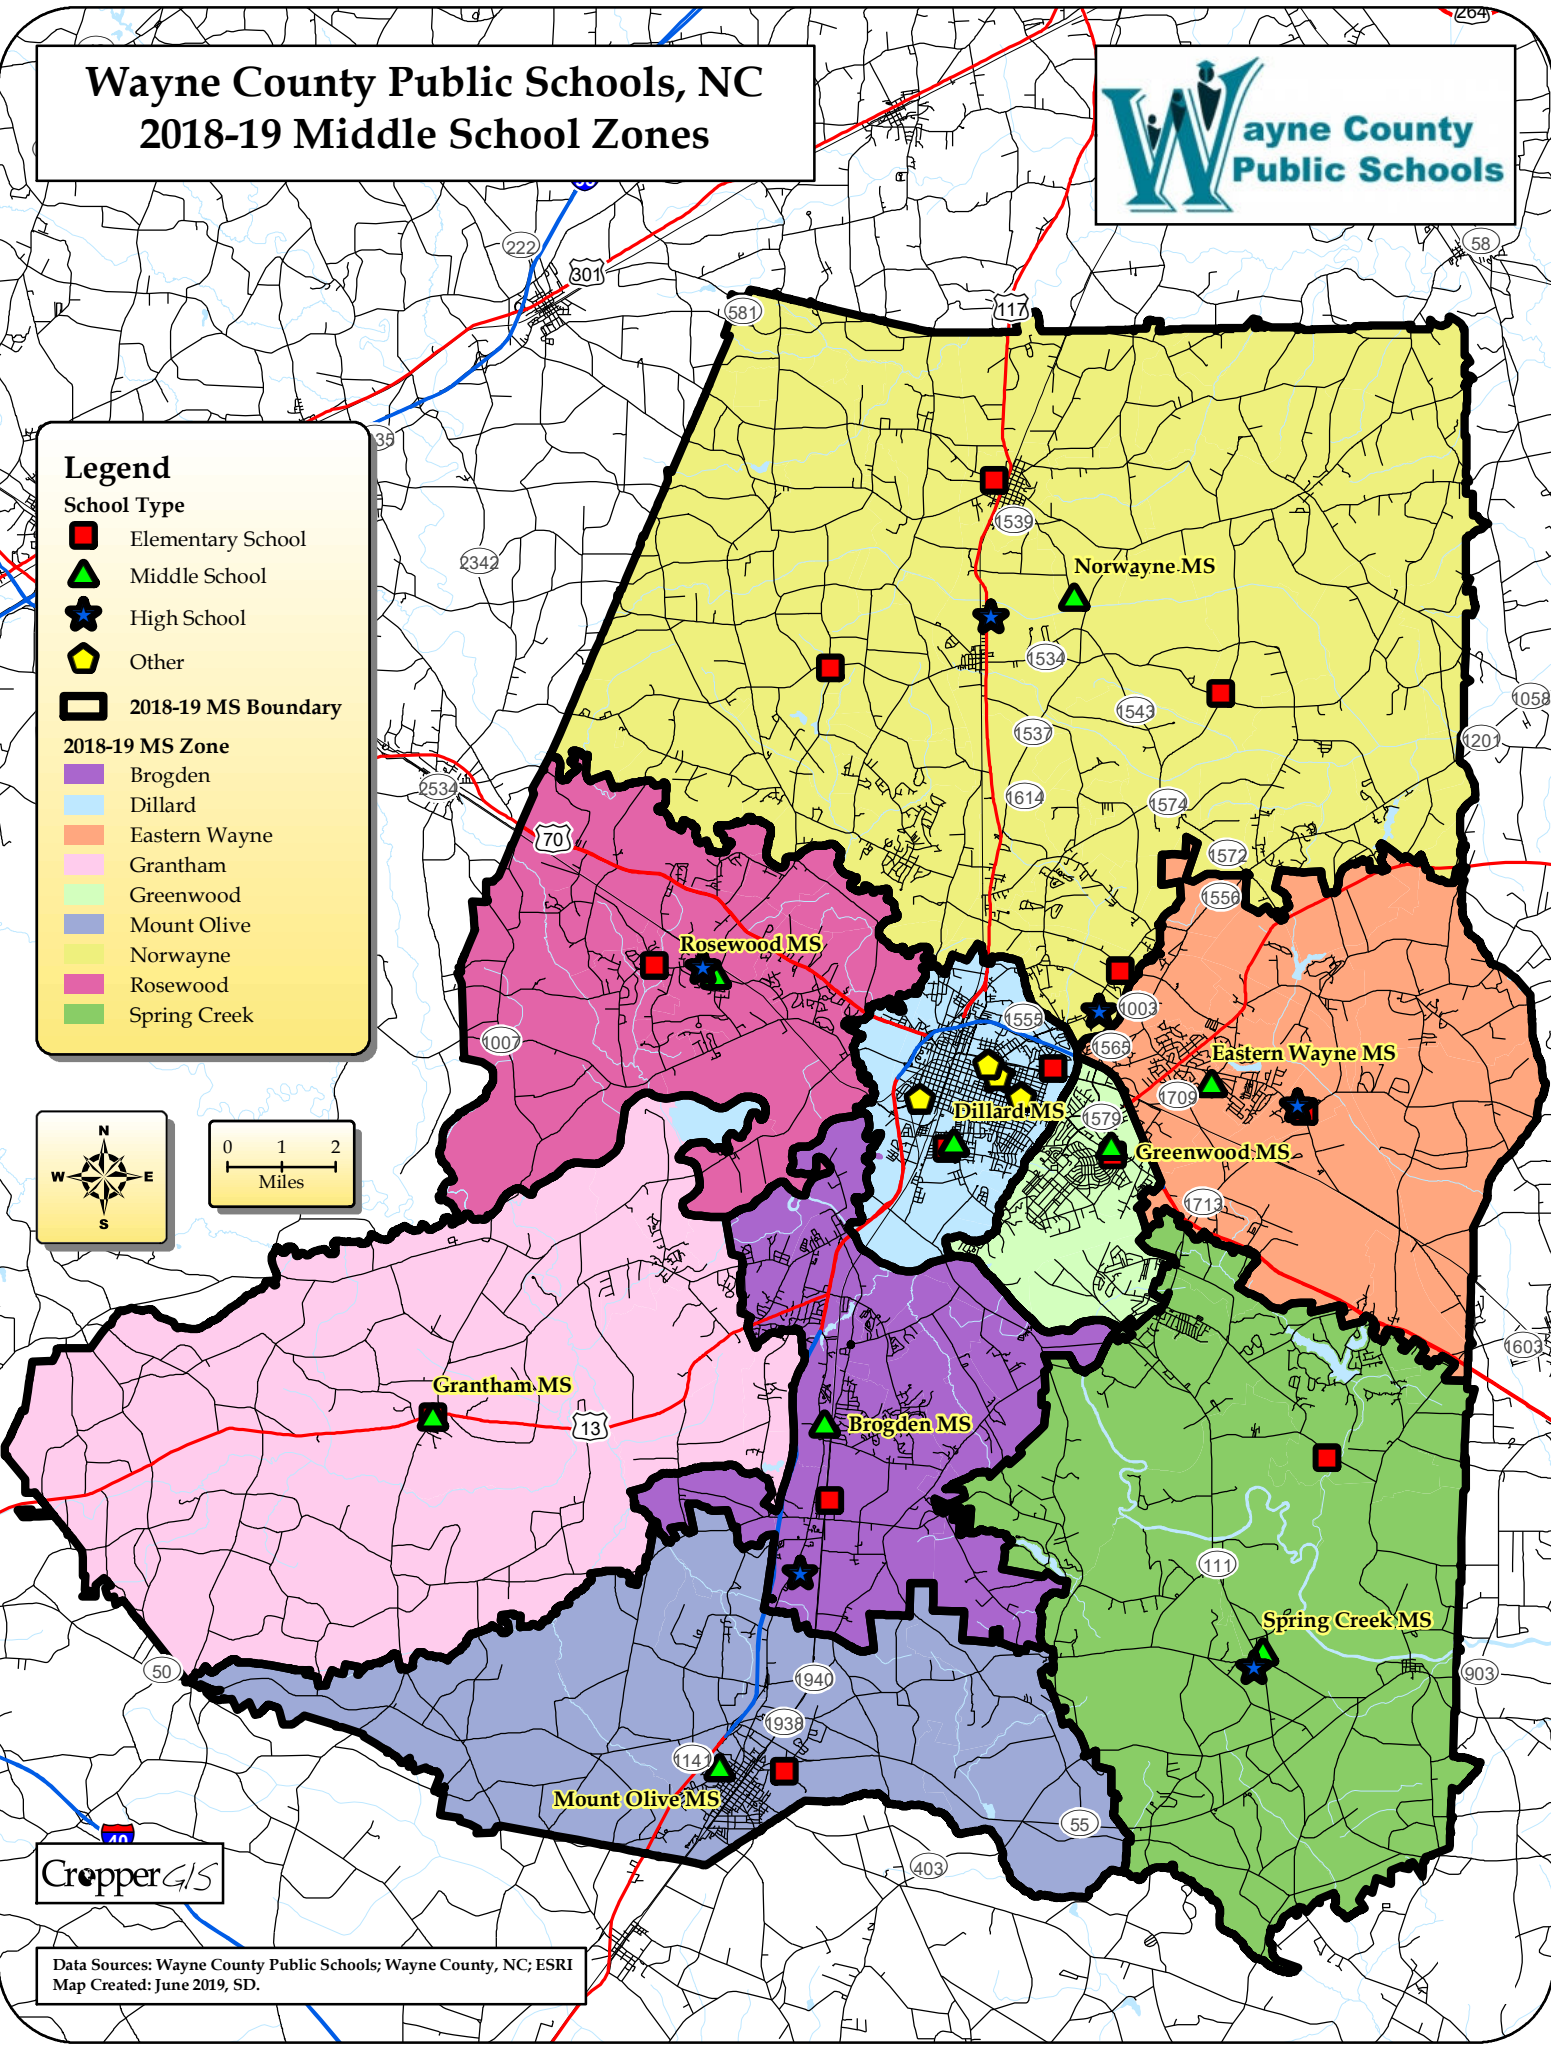 Wayne County Public Schools, NC
2018-19 Middle School Zones
Wayne County
Public Schools
264
58
222
301
581
117
35
Legend
School Type
Elementary School
Middle School
High School
Other
2018-19 MS Boundary
2018-19 MS Zone
Brogden
Dillard
Eastern Wayne
Grantham
Greenwood
Mount Olive
Norwayne
Rosewood
Spring Creek
2342
1539
Norwayne MS
1534
1543
1058
1537
1201
2534
1614
1574
70
1572
1556
Rosewood MS
1003
1555
1007
1565
Eastern Wayne MS
1709
Dillard MS
1579
Greenwood MS
1713
N
W
E
S
0 1 2
Miles
1603
Grantham MS
13
Brogden MS
111
Spring Creek MS
50
1940
903
1938
1141
Mount Olive MS
55
40
403
Cropper GIS
Data Sources: Wayne County Public Schools; Wayne County, NC; ESRI
Map Created: June 2019, SD.